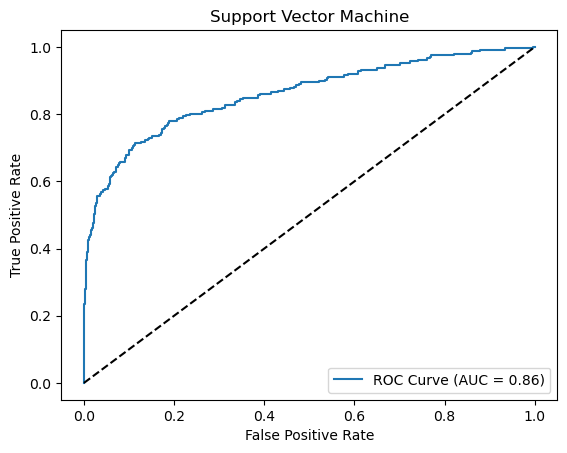 Support Vector Machine
True Positive Rate
1.0
0.8
0.6
0.4
0.2
0.0
0.0 0.2 0.4 0.6 0.8 1.0
False Positive Rate
ROC Curve (AUC = 0.86)